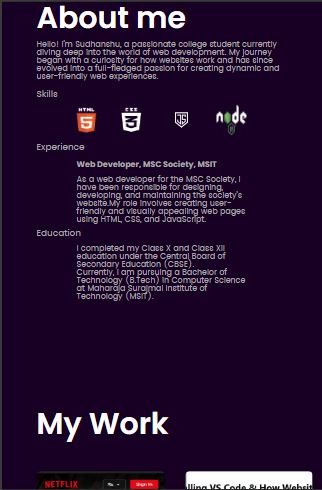 About me
Hello! I'm Sudhanshu, a passionate college student currently
diving deep into the world of web development. My journey
began with a curiosity for how websites work and has since
evolved into a full-fledged passion for creating dynamic and
user-friendly web experiences.
Skills
HTML CSS JS node
5 3
Experience
Web Developer, MSC Society, MSIT
As a web developer for the MSC Society, I
have been responsible for designing,
developing, and maintaining the society's
website.My role involves creating user-
friendly and visually appealing web pages
using HTML, CSS, and JavaScript.
Education
I completed my Class X and Class XII
education under the Central Board of
Secondary Education (CBSE).
Currently, I am pursuing a Bachelor of
Technology (B.Tech) in Computer Science
at Maharaja Surajmal Institute of
Technology (MSIT).
My Work
NETFLIX Sign In
lling VS Code & How Websit